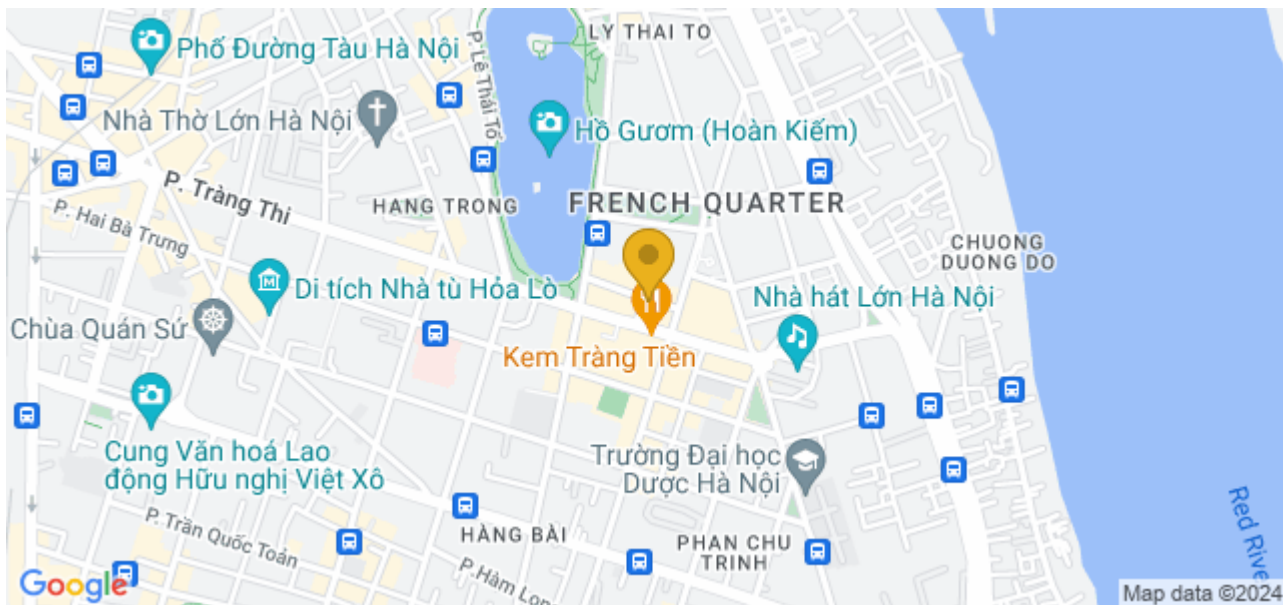 LY THAI TO
Phố Đường Tàu Hà Nội
P. Lê Thái Tổ
Nhà Thờ Lớn Hà Nội
Hồ Gươm (Hoàn Kiếm)
P. Tràng Thi
HANG TRONG
FRENCH QUARTER
P. Hai Bà Trưng
CHUONG
DUONG DO
Di tích Nhà tù Hỏa Lò
Nhà hát Lớn Hà Nội
Chùa Quán Sứ
Kem Tràng Tiền
Cung Văn hoá Lao
động Hữu nghị Việt Xô
Trường Đại học
Dược Hà Nội
P. Trần Quốc Toản
HÀNG BÀI
PHAN CHU
TRINH
P.Hàm Long
Red River
Google
Map data ©2024